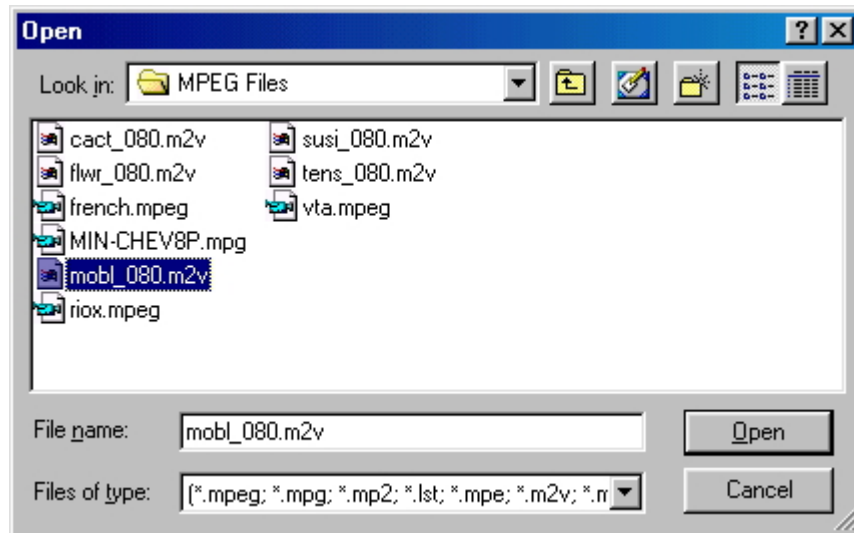 Open
Look in: MPEG Files
cact_080.m2v
flwr_080.m2v
french.mpeg
MIN-CHEV8P.mpg
mobl_080.m2v
riox.mpeg
susi_080.m2v
tens_080.m2v
vta.mpeg
File name: mobl_080.m2v
Open
Files of type: (*.mpeg; *.mpg; *.mp2; *.lst; *.mpe; *.m2v; *.m
Cancel